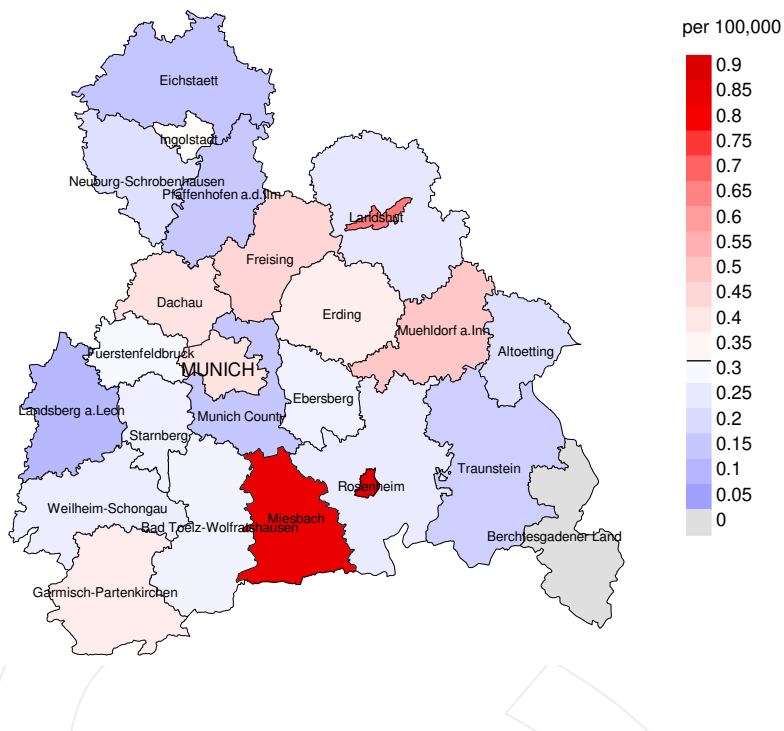 per 100,000
0.9
0.85
0.8
0.75
0.7
0.65
0.6
0.55
0.5
0.45
0.4
0.35
0.3
0.25
0.2
0.15
0.1
0.05
0
Eichstaett
Ingolstadt
Neuburg-Schrobenhausen
Pfaffenhofen a.d.Ilm
Landshut
Freising
Dachau
Erding
Muehldorf a.Inn
Altoetting
Fuerstenfeldbruck
MUNICH
Ebersberg
Landsberg a.Lech
Munich County
Starnberg
Traunstein
Rosenheim
Weilheim-Schongau
Miesbach
Bad Toelz-Wolfratshausen
Berchtesgadener Land
Garmisch-Partenkirchen